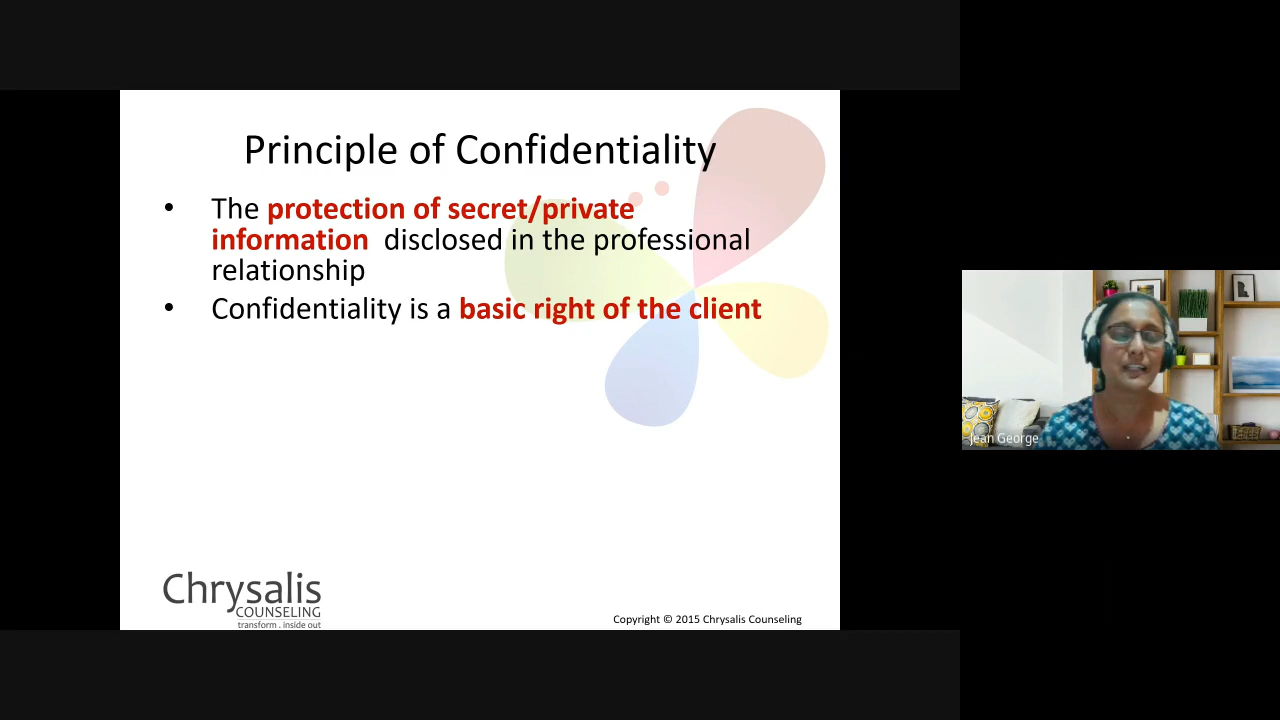 Principle of Confidentiality
• The protection of secret/private
information disclosed in the professional
relationship
• Confidentiality is a basic right of the client
Chrysalis
COUNSELING
transform . inside out
Copyright © 2015 Chrysalis Counseling
Jean George